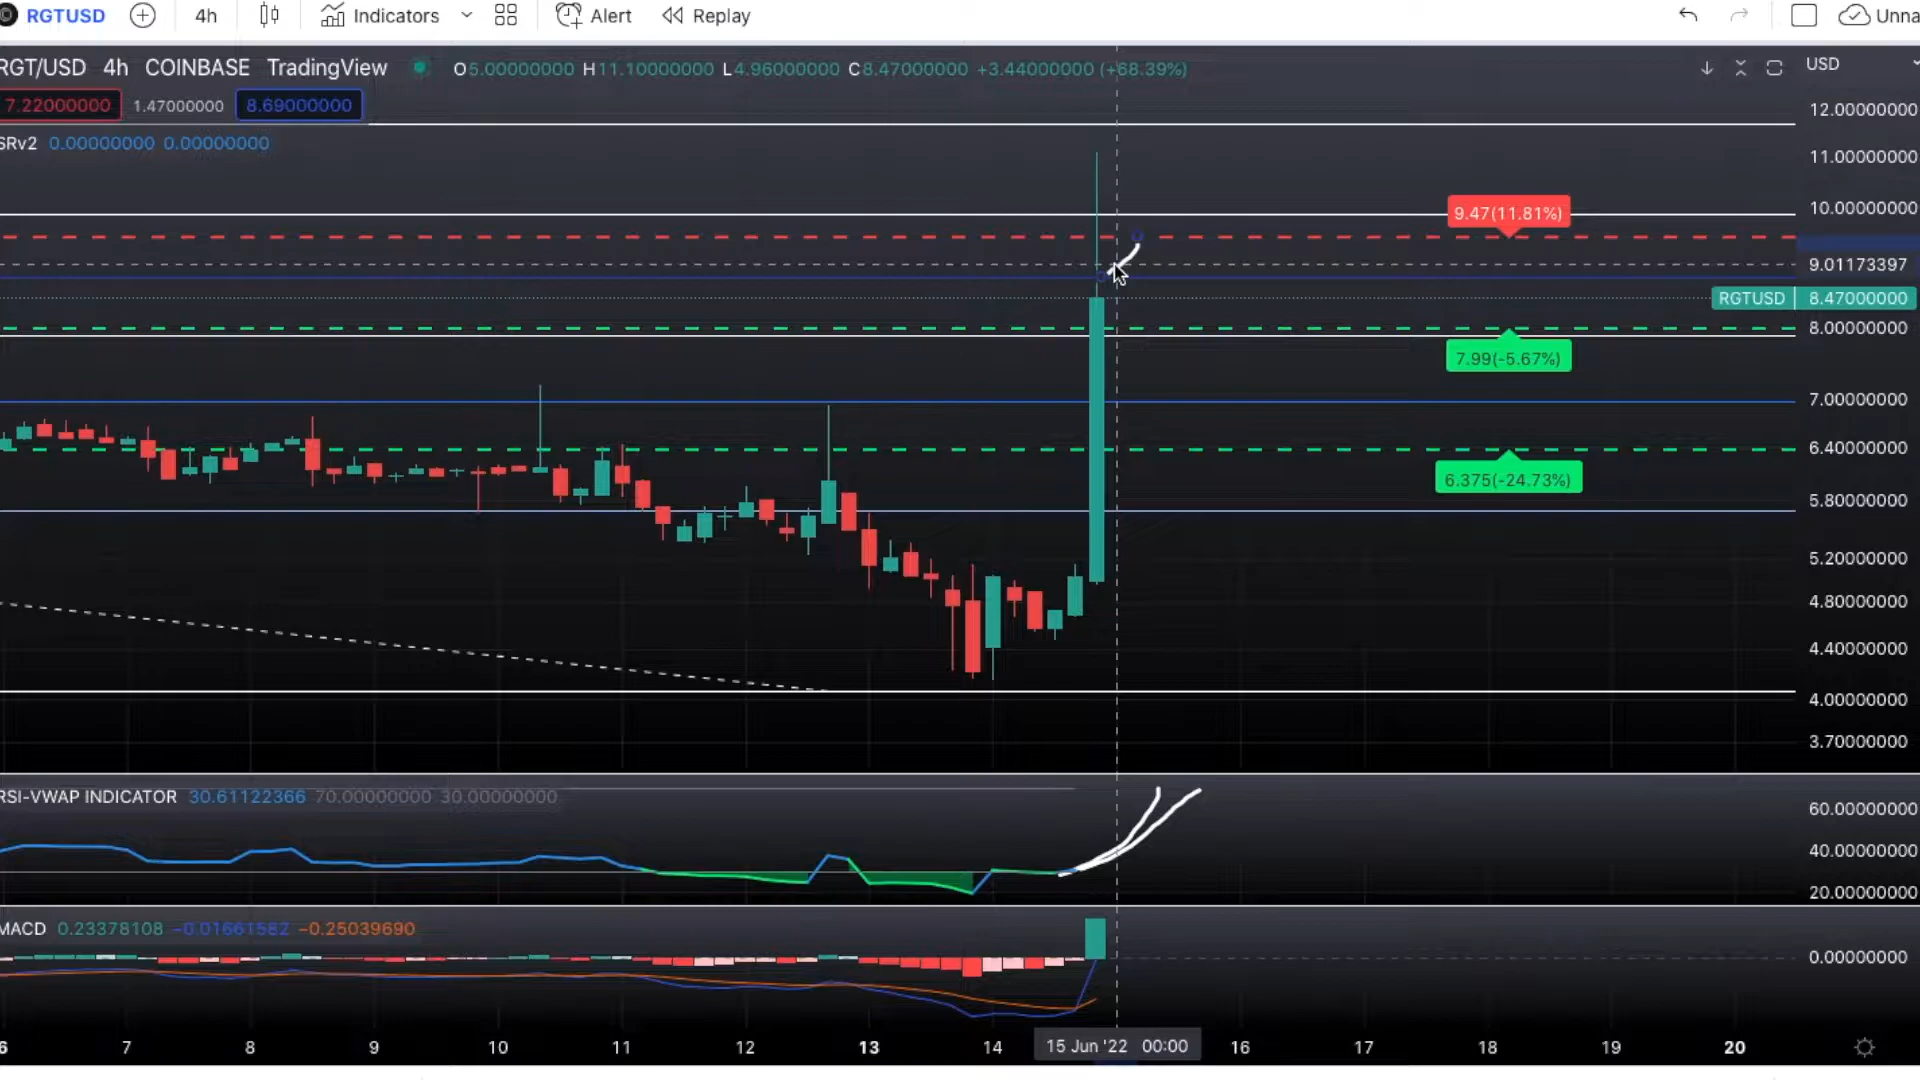 RGTUSD 4h Indicators Alert Replay Unna
RGT/USD 4h COINBASE TradingView O5.00000000 H11.10000000 L4.96000000 C8.47000000 +3.44000000 (+68.39%) USD
7.22000000 1.47000000 8.69000000
SRv2 0.00000000 0.00000000
12.00000000
11.00000000
10.00000000
9.47(11.81%)
9.01173397
RGTUSD 8.47000000
8.00000000
7.99(-5.67%)
7.00000000
6.40000000
6.375(-24.73%)
5.80000000
5.20000000
4.80000000
4.40000000
4.00000000
3.70000000
RSI-VWAP INDICATOR 30.61122366 70.00000000 30.00000000
60.00000000
40.00000000
20.00000000
MACD 0.23378108 −0.01661582 −0.25039690
0.00000000
6 7 8 9 10 11 12 13 14 15 Jun '22 00:00 16 17 18 19 20